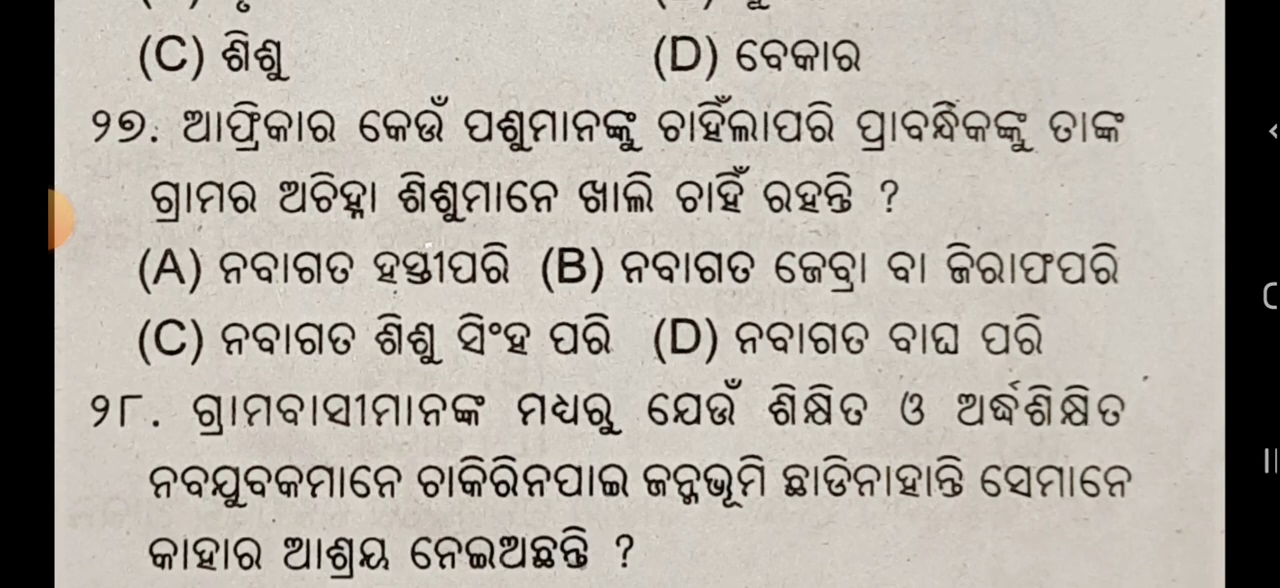 (C) ଶିଶୁ (D) ବେକାର
୨୭. ଆଫ୍ରିକାର କେଉଁ ପଶୁମାନଙ୍କୁ ଚାହିଁଲାପରି ପ୍ରାବନ୍ଧିକଙ୍କୁ ତାଙ୍କ
ଗ୍ରାମର ଅଚିହ୍ନା ଶିଶୁମାନେ ଖାଲି ଚାହିଁ ରହନ୍ତି ?
(A) ନବାଗତ ହସ୍ତୀପରି (B) ନବାଗତ ଜେବ୍ରା ବା ଜିରାଫପରି
(C) ନବାଗତ ଶିଶୁ ସିଂହ ପରି (D) ନବାଗତ ବାଘ ପରି
୨୮. ଗ୍ରାମବାସୀମାନଙ୍କ ମଧ୍ୟରୁ ଯେଉଁ ଶିକ୍ଷିତ ଓ ଅର୍ଦ୍ଧଶିକ୍ଷିତ
ନବଯୁବକମାନେ ଚାକିରିନପାଇ ଜନ୍ମଭୂମି ଛାଡିନାହାନ୍ତି ସେମାନେ
କାହାର ଆଶ୍ରୟ ନେଇଅଛନ୍ତି ?